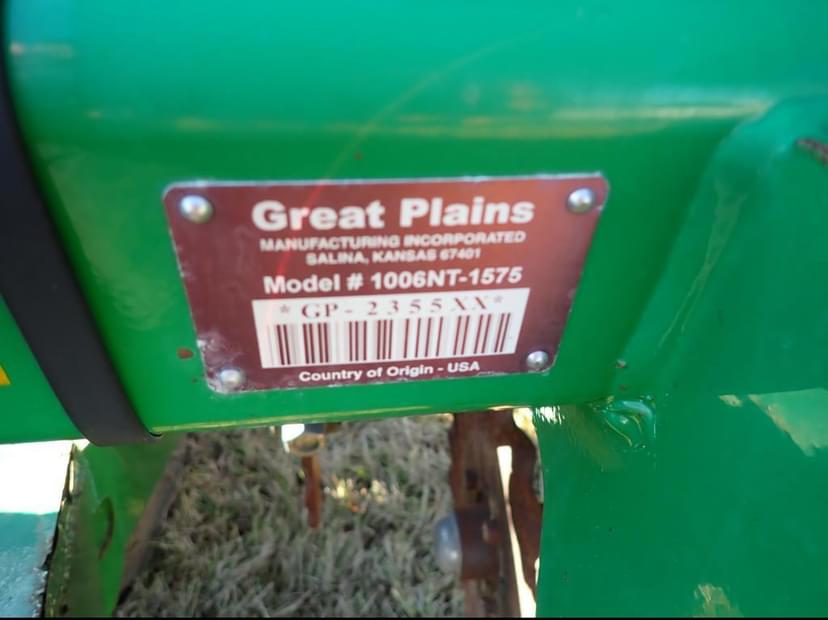 Great Plains
MANUFACTURING INCORPORATED
SALINA, KANSAS 67401
Model # 1006NT-1575
*GP-2355XX*
Country of Origin - USA